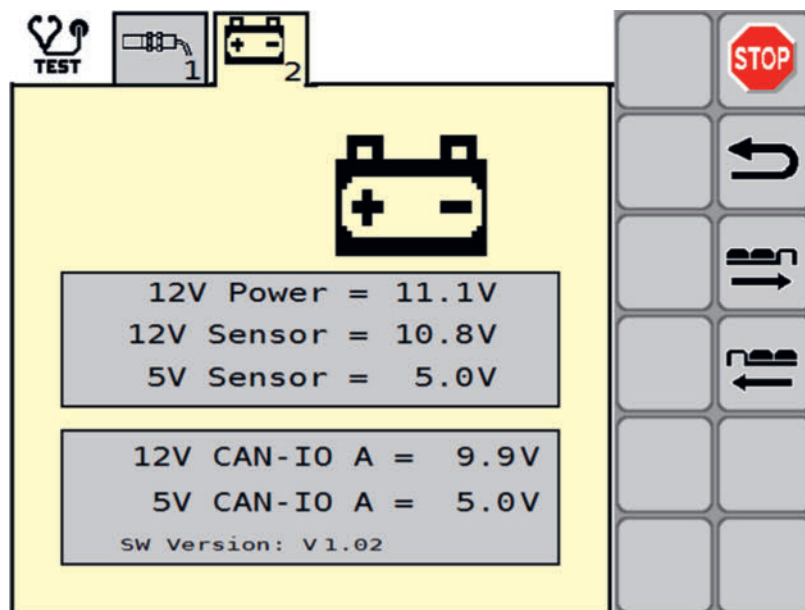 TEST
1
2
STOP
12V Power = 11.1V
12V Sensor = 10.8V
5V Sensor = 5.0V
12V CAN-IO A = 9.9V
5V CAN-IO A = 5.0V
SW Version: V 1.02